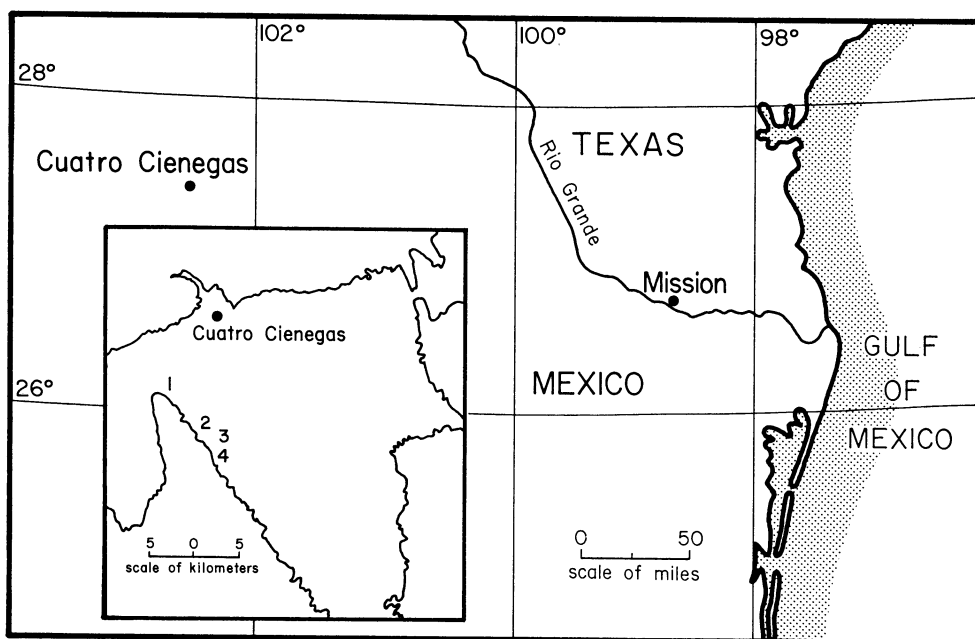 102°
100°
98°
28°
TEXAS
Cuatro Cienegas
Rio Grande
Mission
Cuatro Cienegas
GULF
OF
MEXICO
26°
MEXICO
1
2
3
4
5 0 5
scale of kilometers
0 50
scale of miles